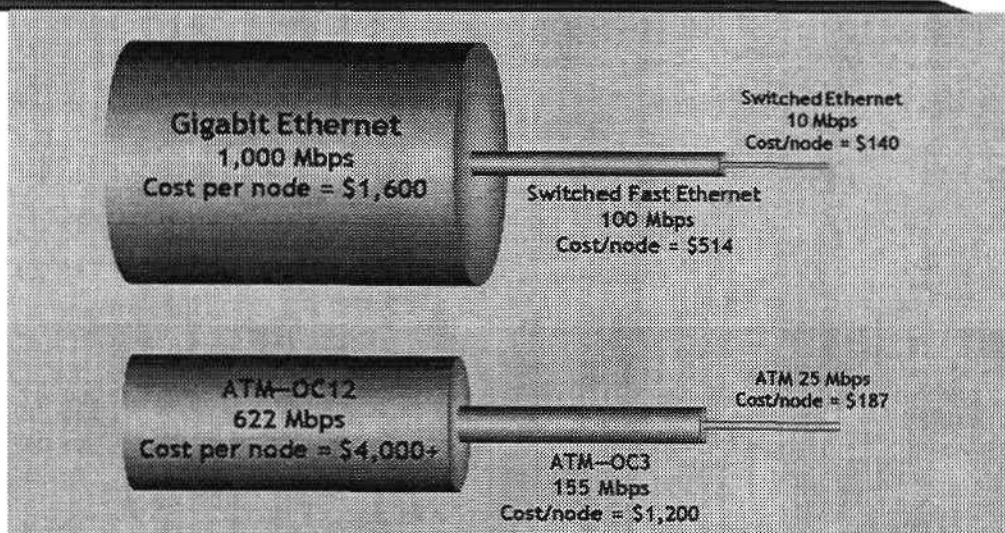 Gigabit Ethernet
1,000 Mbps
Cost per node = $1,600
Switched Ethernet
10 Mbps
Cost/node = $140
Switched Fast Ethernet
100 Mbps
Cost/node = $514
ATM—OC12
622 Mbps
Cost per node = $4,000+
ATM 25 Mbps
Cost/node = $187
ATM—OC3
155 Mbps
Cost/node = $1,200